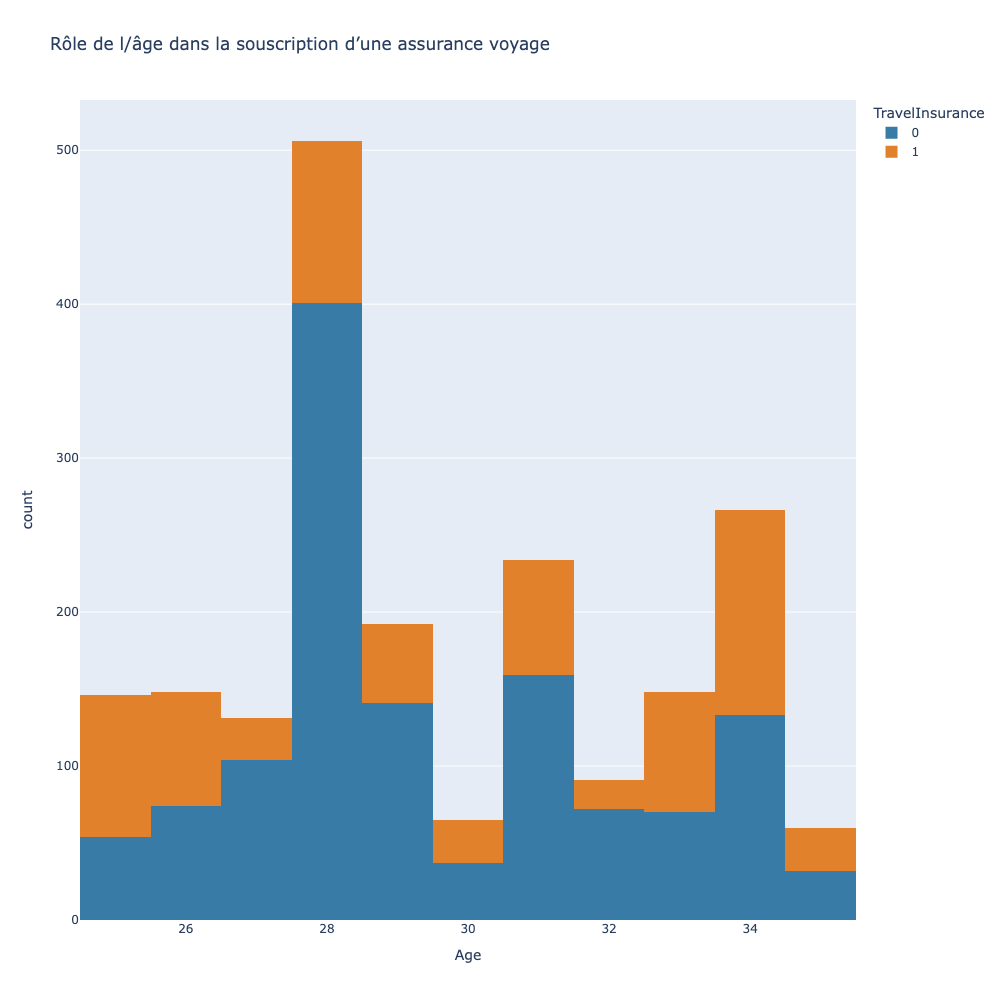 Rôle de l/âge dans la souscription d’une assurance voyage
TravelInsurance
0
1
count
500
400
300
200
100
0
26 28 30 32 34
Age